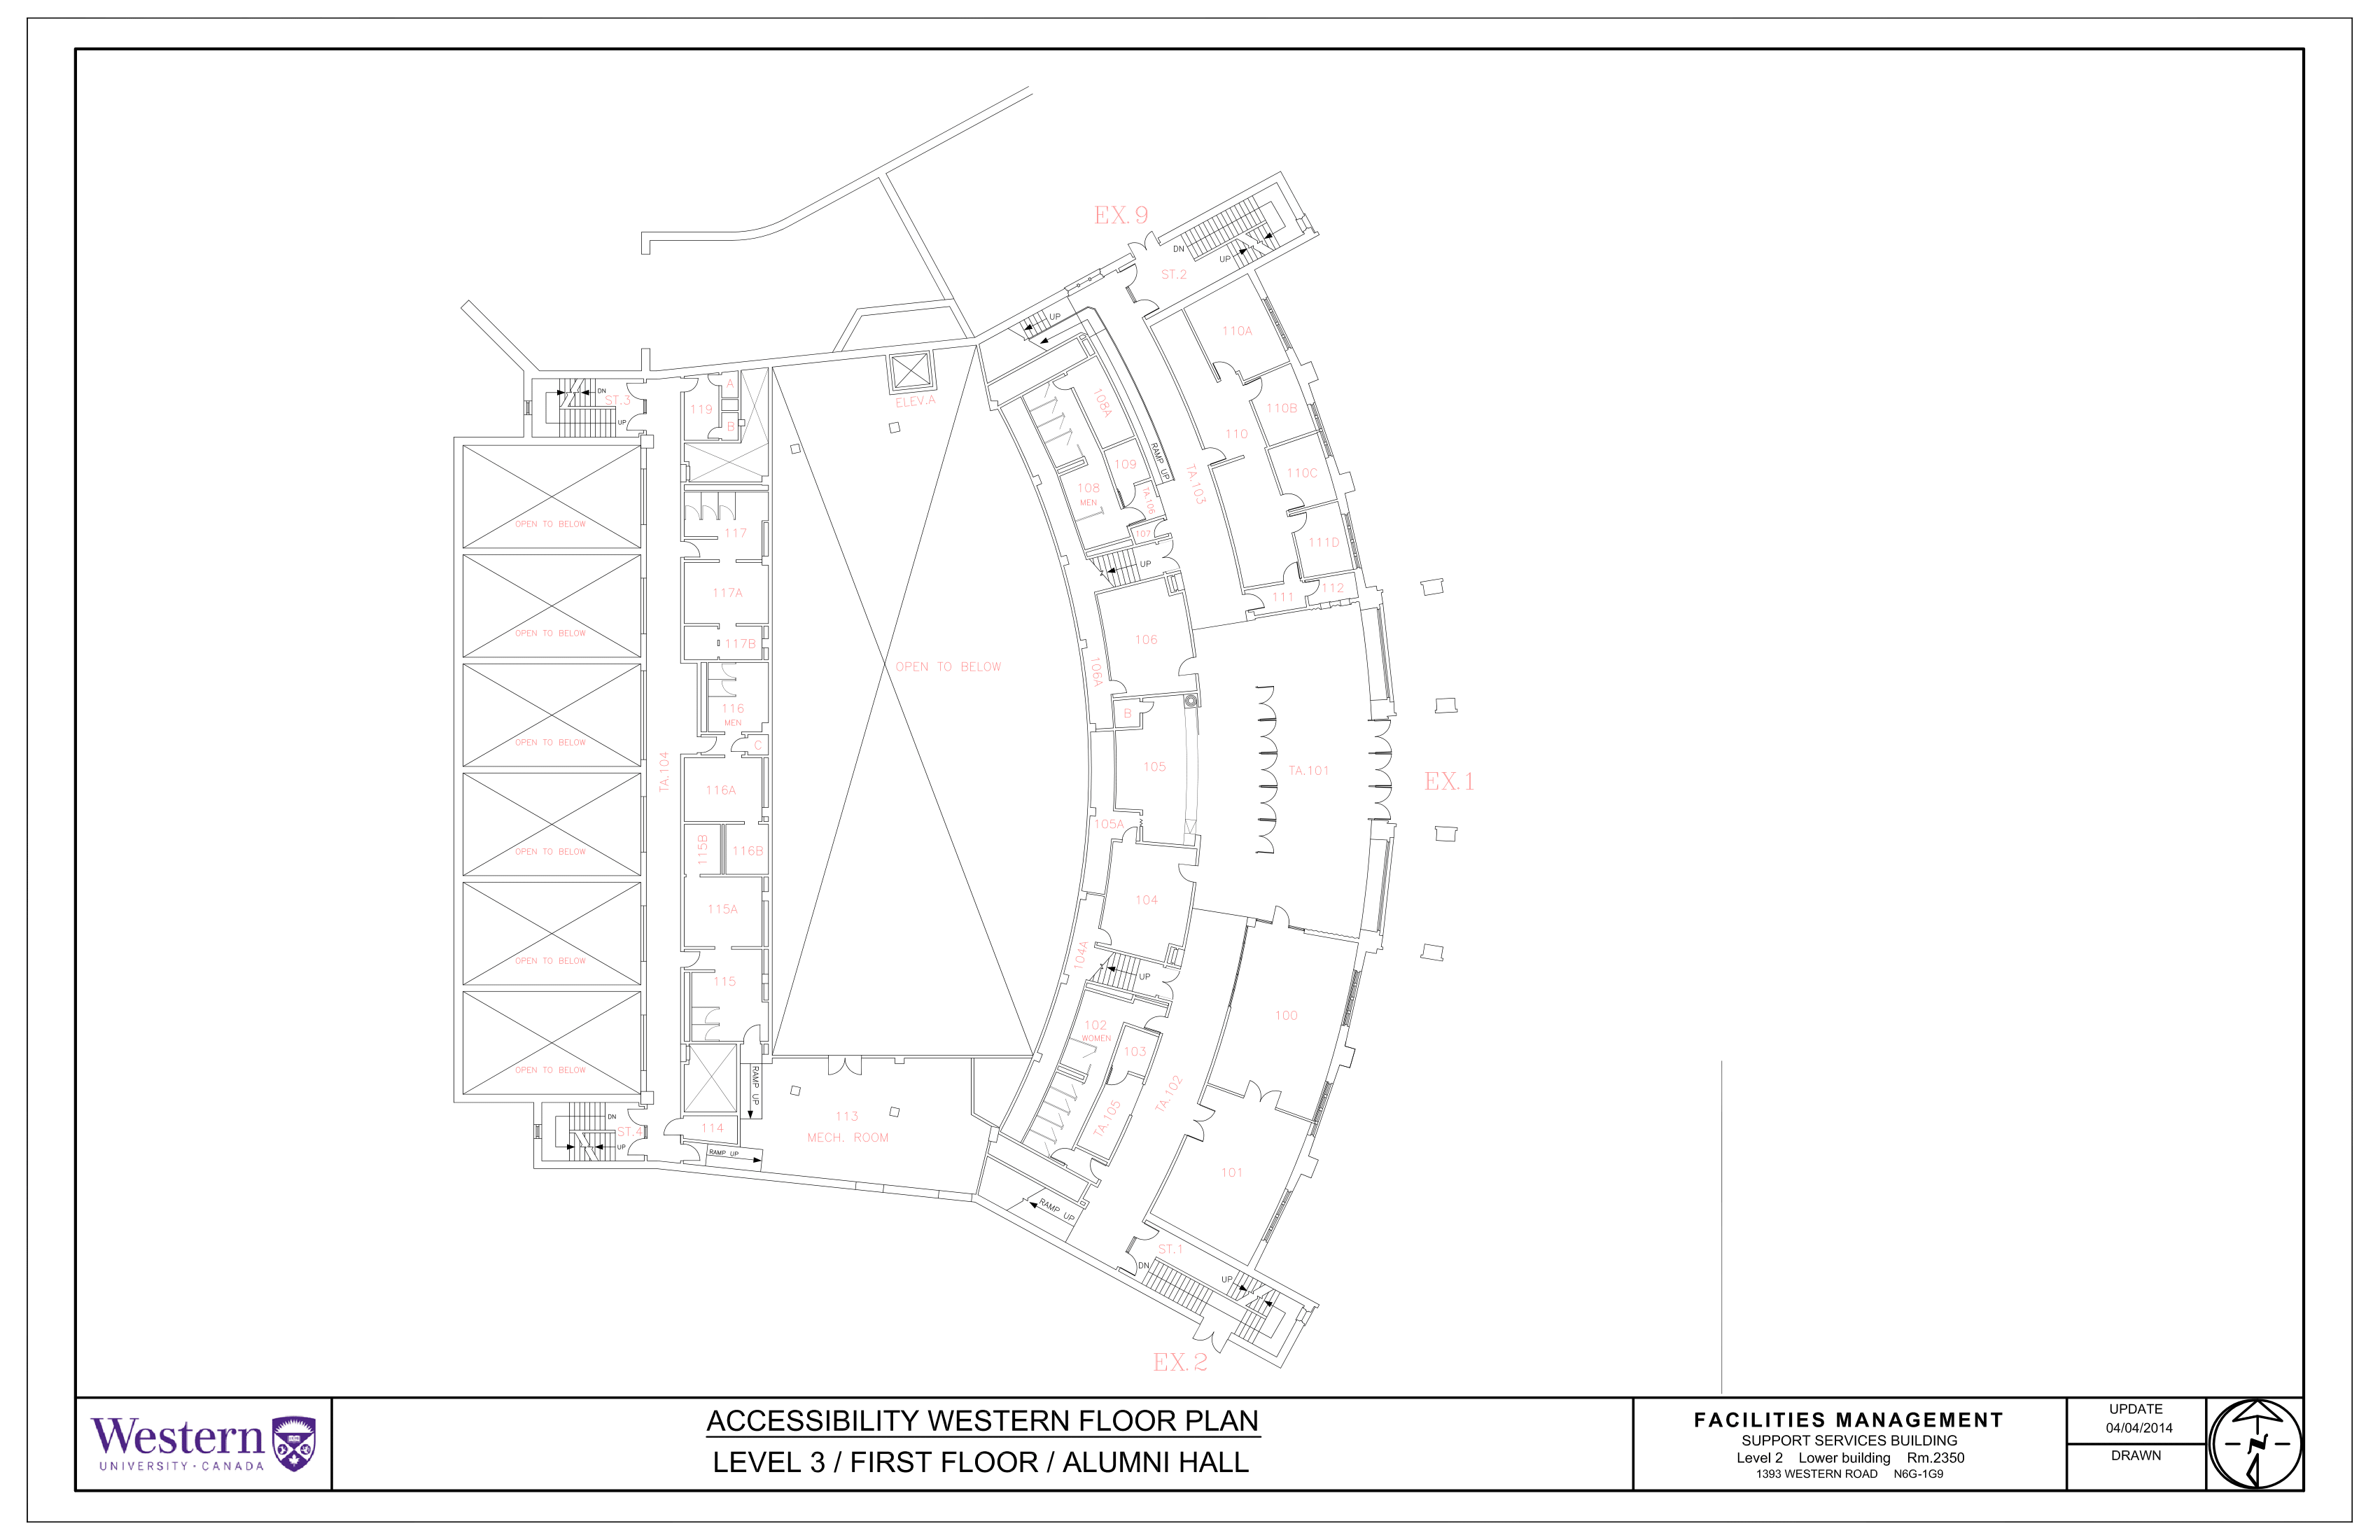 EX. 9
DN
UP
ST.2
110A
UP
RAMP UP
110B
110
110C
TA.103
111D
111
112
108A
109
108
MEN
TA.106
107
UP
DN
ST.3
UP
119
A
B
ELEV.A
OPEN TO BELOW
OPEN TO BELOW
OPEN TO BELOW
OPEN TO BELOW
OPEN TO BELOW
OPEN TO BELOW
TA.104
117
117A
117B
116
MEN
C
116A
115B
116B
115A
115
OPEN TO BELOW
106
106A
B
105
105A
104
104A
TA.101
EX.1
UP
102
WOMEN
103
TA.105
TA.102
100
101
RAMP UP
113
MECH. ROOM
114
RAMP UP
DN
ST.4
UP
RAMP UP
ST.1
DN
UP
EX. 2
Western
UNIVERSITY · CANADA
ACCESSIBILITY WESTERN FLOOR PLAN
LEVEL 3 / FIRST FLOOR / ALUMNI HALL
FACILITIES MANAGEMENT
SUPPORT SERVICES BUILDING
Level 2 Lower building Rm.2350
1393 WESTERN ROAD N6G-1G9
UPDATE
04/04/2014
DRAWN
N